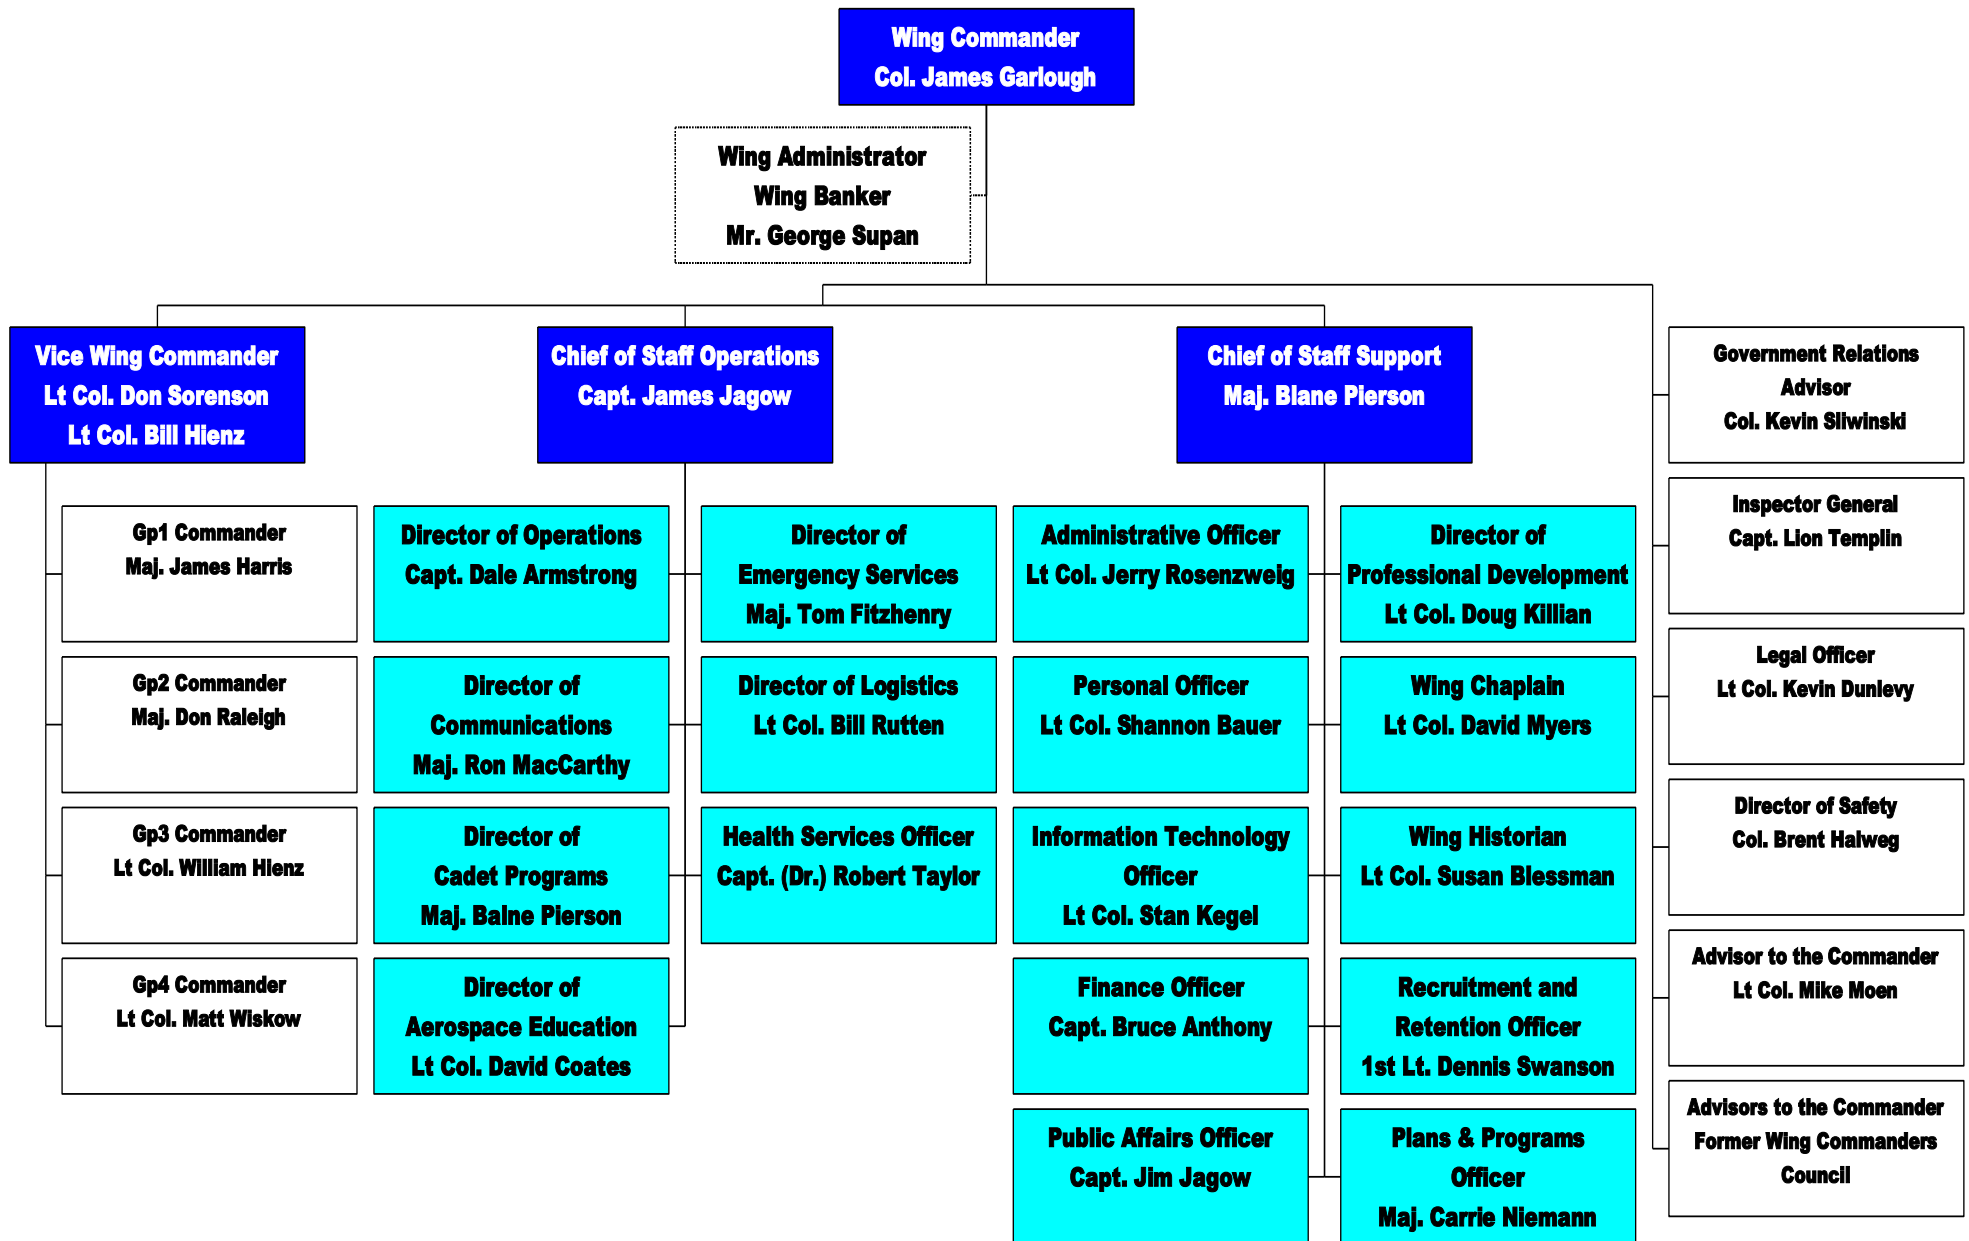 Wing Commander
Col. James Garlough
Wing Administrator
Wing Banker
Mr. George Supan
Vice Wing Commander
Lt Col. Don Sorenson
Lt Col. Bill Hienz
Chief of Staff Operations
Capt. James Jagow
Chief of Staff Support
Maj. Blane Pierson
Government Relations
Advisor
Col. Kevin Sliwinski
Gp1 Commander
Maj. James Harris
Director of Operations
Capt. Dale Armstrong
Director of
Emergency Services
Maj. Tom Fitzhenry
Administrative Officer
Lt Col. Jerry Rosenzweig
Director of
Professional Development
Lt Col. Doug Killian
Inspector General
Capt. Lion Templin
Gp2 Commander
Maj. Don Raleigh
Director of
Communications
Maj. Ron MacCarthy
Director of Logistics
Lt Col. Bill Rutten
Personal Officer
Lt Col. Shannon Bauer
Wing Chaplain
Lt Col. David Myers
Legal Officer
Lt Col. Kevin Dunlevy
Gp3 Commander
Lt Col. William Hienz
Director of
Cadet Programs
Maj. Balne Pierson
Health Services Officer
Capt. (Dr.) Robert Taylor
Information Technology
Officer
Lt Col. Stan Kegel
Wing Historian
Lt Col. Susan Blessman
Director of Safety
Col. Brent Halweg
Gp4 Commander
Lt Col. Matt Wiskow
Director of
Aerospace Education
Lt Col. David Coates
Finance Officer
Capt. Bruce Anthony
Recruitment and
Retention Officer
1st Lt. Dennis Swanson
Advisor to the Commander
Lt Col. Mike Moen
Public Affairs Officer
Capt. Jim Jagow
Plans & Programs
Officer
Maj. Carrie Niemann
Advisors to the Commander
Former Wing Commanders
Council